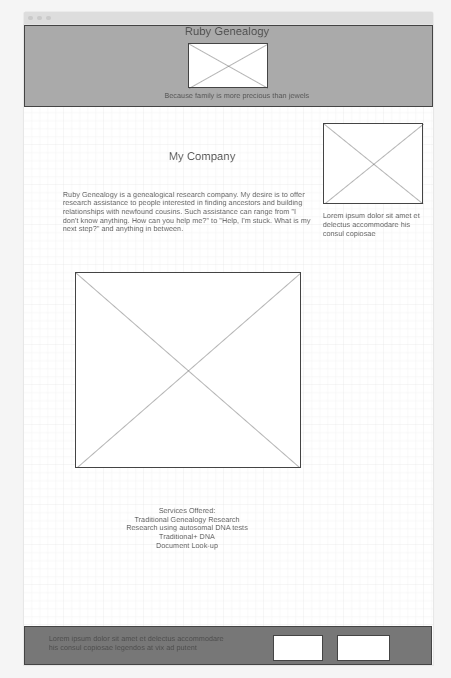 Ruby Genealogy
Because family is more precious than jewels
My Company
Ruby Genealogy is a genealogical research company. My desire is to offer
research assistance to people interested in finding ancestors and building
relationships with newfound cousins. Such assistance can range from "I
don't know anything. How can you help me?" to "Help, I'm stuck. What is my
next step?" and anything in between.
Lorem ipsum dolor sit amet et
delectus accommodare his
consul copiosae
Services Offered:
Traditional Genealogy Research
Research using autosomal DNA tests
Traditional+ DNA
Document Look-up
Lorem ipsum dolor sit amet et delectus accommodare
his consul copiosae legendos at vix ad putent